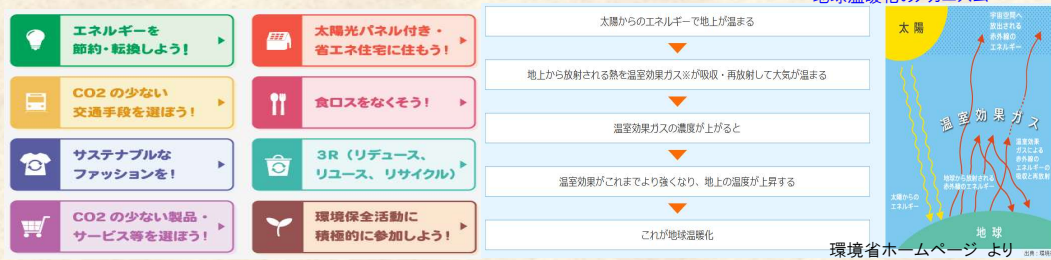 エネルギーを
節約・転換しよう!
太陽光パネル付き・
省エネ住宅に住もう!
CO2の少ない
交通手段を選ぼう!
食ロスをなくそう!
サステナブルな
ファッションを!
3R(リデュース、
リユース、リサイクル)
CO2の少ない製品・
サービス等を選ぼう!
環境保全活動に
積極的に参加しよう!
太陽からのエネルギーで地上が温まる
地上から放射される熱を温室効果ガス※が吸収・再放射して大気が温まる
温室効果ガスの濃度が上がると
温室効果がこれまでより強くなり、地上の温度が上昇する
これが地球温暖化
太陽
宇宙空間へ
放出される
赤外線の
エネルギー
温室効果ガス
温室効果
ガスによる
赤外線の
エネルギーの
吸収と再放射
地球から放射される
赤外線のエネルギー
太陽からの
エネルギー
地球
環境省ホームページ より